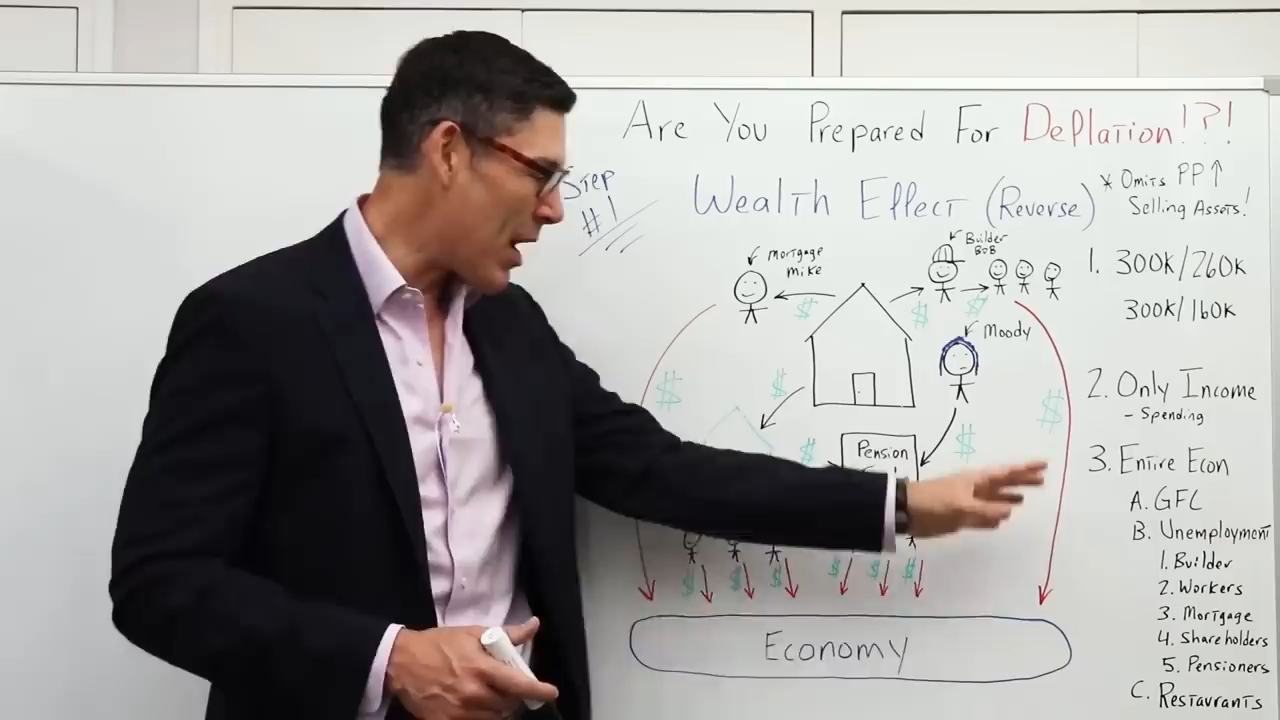 Are You Prepared For Deflation!?!
Step
#1
Wealth Effect (Reverse)
* Omits PP↑
Selling Assets!
Mortgage
Mike
Builder
BOB
Moody
$
$
$
$
$
$
$
$
Pension
$
$
$
$
$
$
Economy
1. 300K/260K
300K/160K
2. Only Income
- Spending
3. Entire Econ
A. GFC
B. Unemployment
1. Builder
2. Workers
3. Mortgage
4. Shareholders
5. Pensioners
C. Restaurants